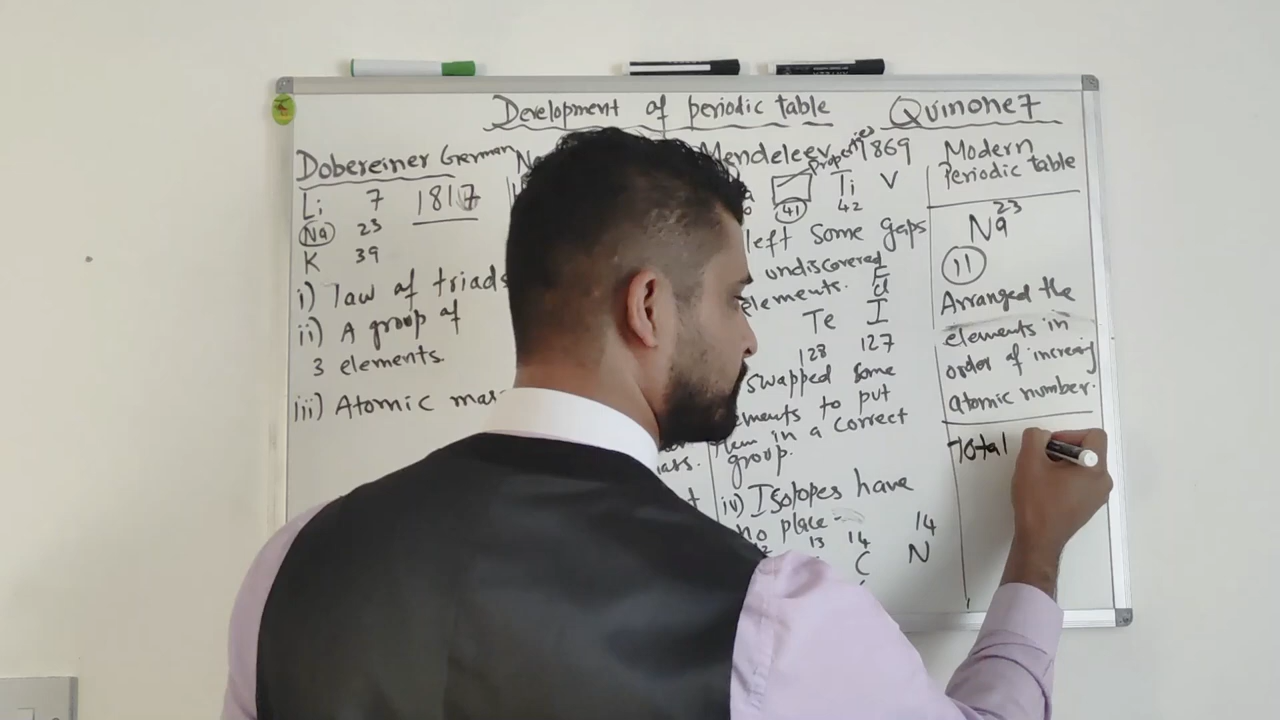 Development of periodic table
Quinone7
Dobereiner German
Li 7 1817
Na 23
K 39
i) law of triads
ii) A group of
3 elements.
iii) Atomic mas
Mendeleev 1869
Properties
Ti V
41 42
left some gaps
undiscovered
elements.
F
Cl
Te I
128 127
swapped some
ements to put
them in a correct
group.
iv) Isotopes have
no place-
13 14 14
C N
Modern
Periodic table
23
Na
11
Arranged the
elements in
order of increasing
atomic number.
Total